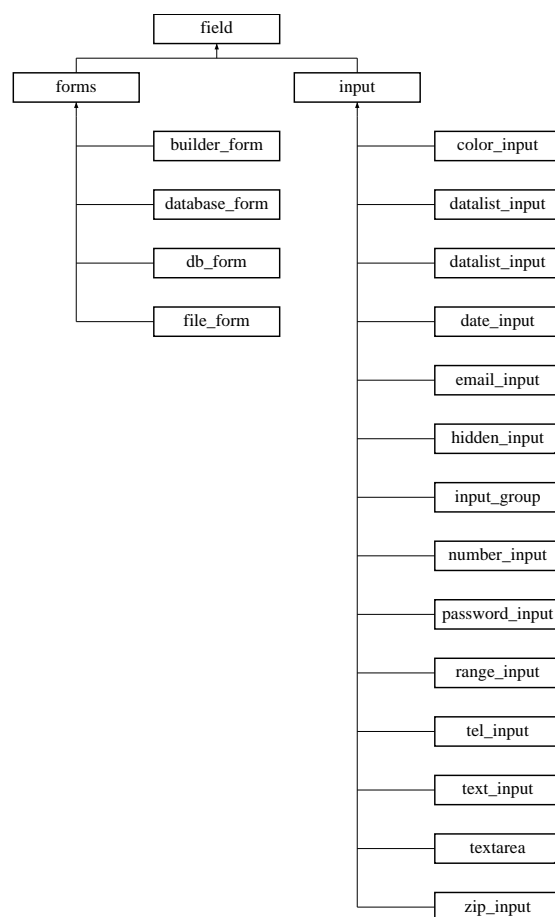 field
forms
input
builder_form
color_input
database_form
datalist_input
db_form
datalist_input
file_form
date_input
email_input
hidden_input
input_group
number_input
password_input
range_input
tel_input
text_input
textarea
zip_input